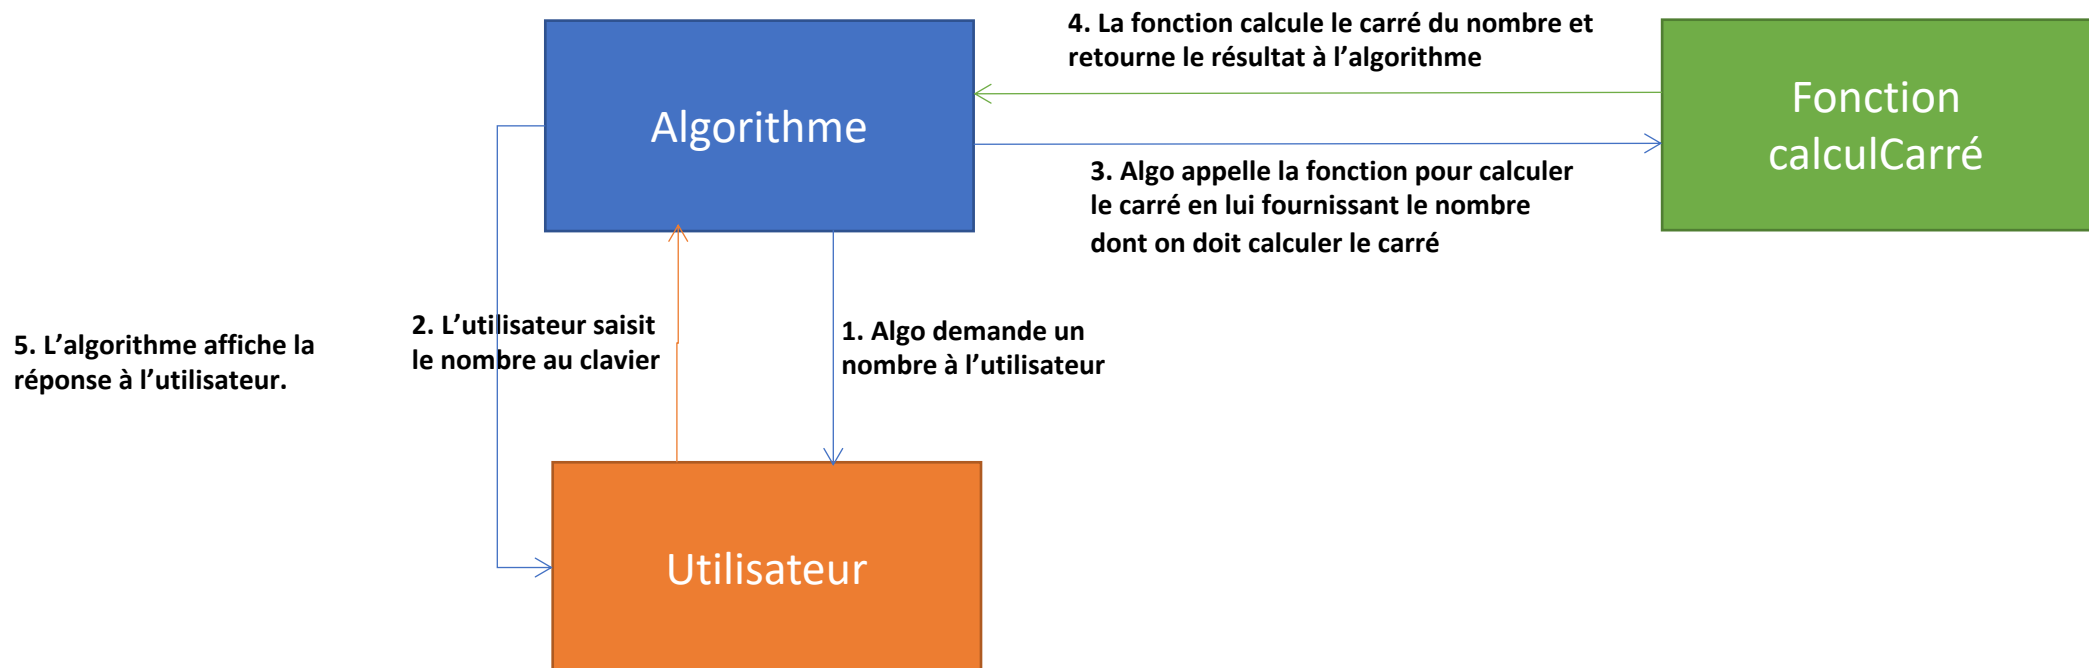 4. La fonction calcule le carré du nombre et
retourne le résultat à l’algorithme
Algorithme
Fonction
calculCarré
3. Algo appelle la fonction pour calculer
le carré en lui fournissant le nombre
dont on doit calculer le carré
5. L’algorithme affiche la
réponse à l’utilisateur.
2. L’utilisateur saisit
le nombre au clavier
1. Algo demande un
nombre à l’utilisateur
Utilisateur